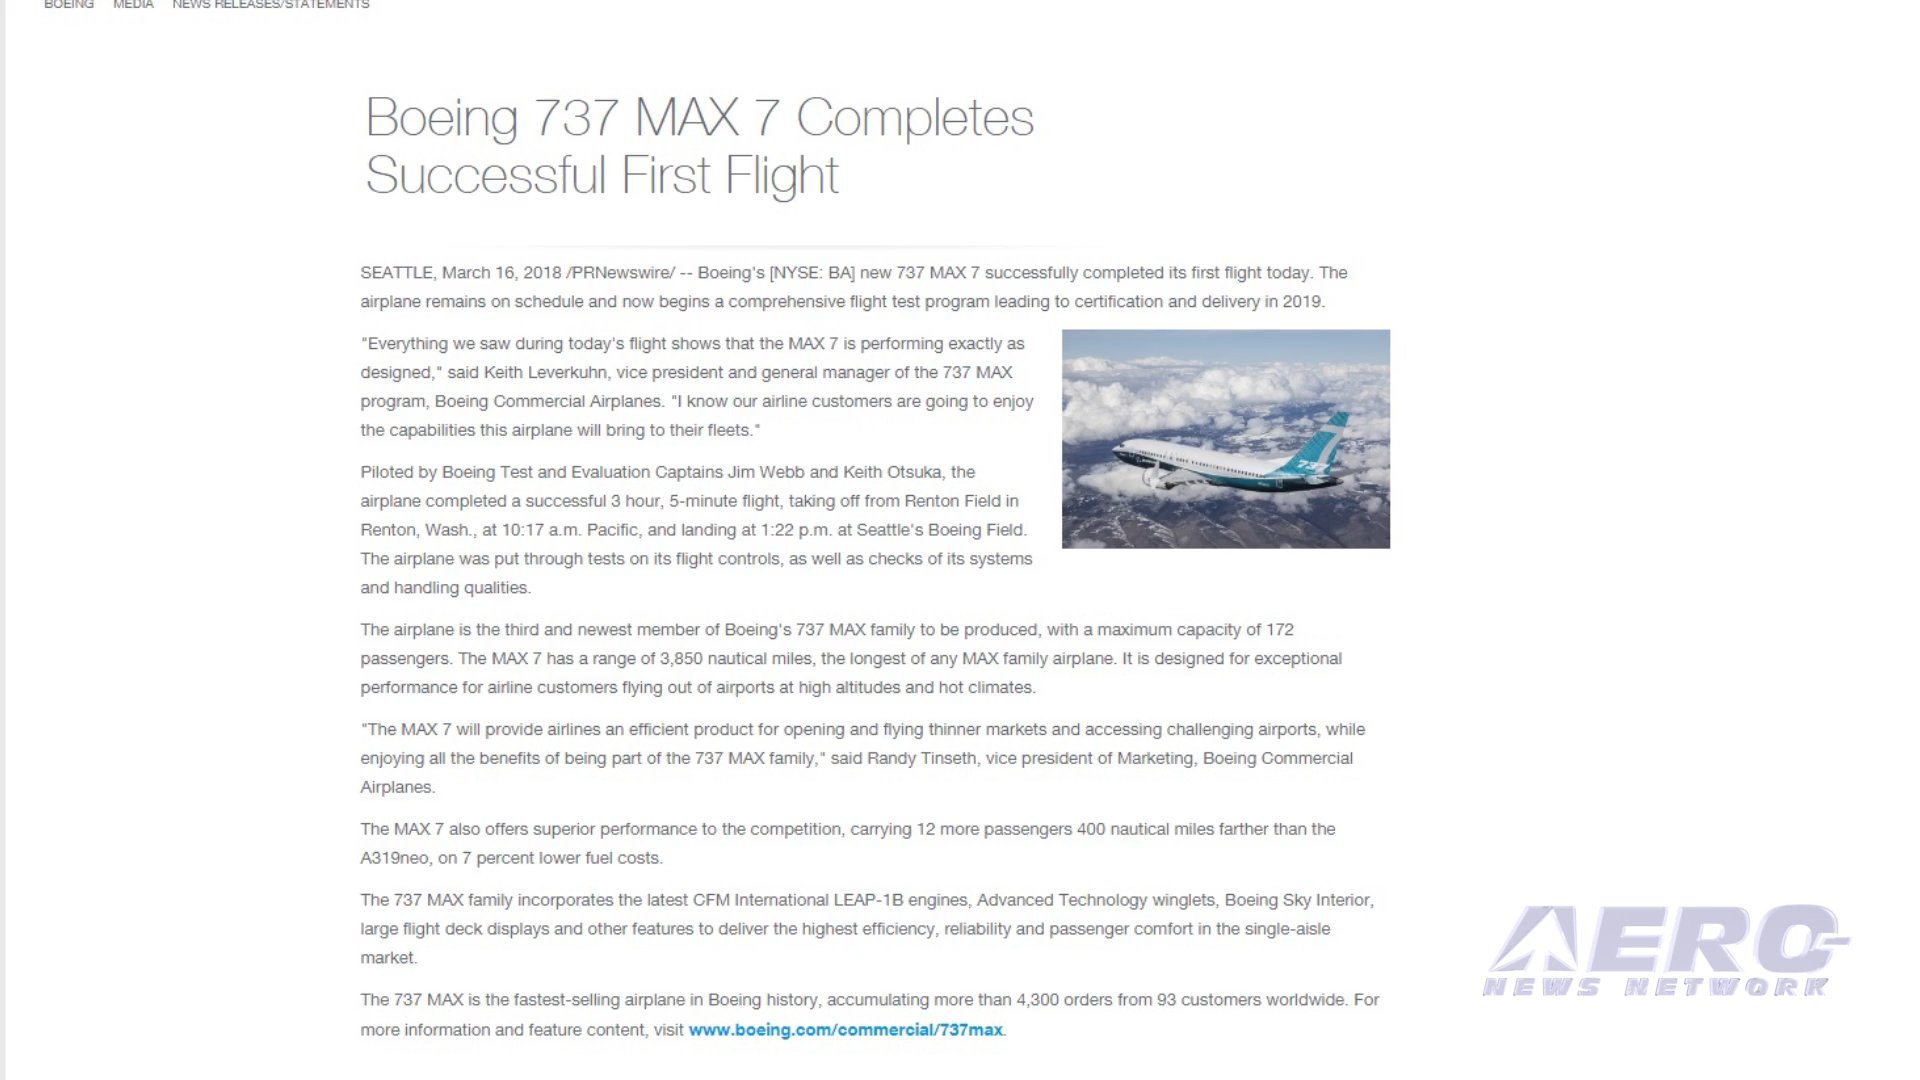 BOEING MEDIA NEWS RELEASES/STATEMENTS
Boeing 737 MAX 7 Completes
Successful First Flight
SEATTLE, March 16, 2018 /PRNewswire/ -- Boeing's [NYSE: BA] new 737 MAX 7 successfully completed its first flight today. The
airplane remains on schedule and now begins a comprehensive flight test program leading to certification and delivery in 2019.
"Everything we saw during today's flight shows that the MAX 7 is performing exactly as
designed," said Keith Leverkuhn, vice president and general manager of the 737 MAX
program, Boeing Commercial Airplanes. "I know our airline customers are going to enjoy
the capabilities this airplane will bring to their fleets."
Piloted by Boeing Test and Evaluation Captains Jim Webb and Keith Otsuka, the
airplane completed a successful 3 hour, 5-minute flight, taking off from Renton Field in
Renton, Wash., at 10:17 a.m. Pacific, and landing at 1:22 p.m. at Seattle's Boeing Field.
The airplane was put through tests on its flight controls, as well as checks of its systems
and handling qualities.
The airplane is the third and newest member of Boeing's 737 MAX family to be produced, with a maximum capacity of 172
passengers. The MAX 7 has a range of 3,850 nautical miles, the longest of any MAX family airplane. It is designed for exceptional
performance for airline customers flying out of airports at high altitudes and hot climates.
"The MAX 7 will provide airlines an efficient product for opening and flying thinner markets and accessing challenging airports, while
enjoying all the benefits of being part of the 737 MAX family," said Randy Tinseth, vice president of Marketing, Boeing Commercial
Airplanes.
The MAX 7 also offers superior performance to the competition, carrying 12 more passengers 400 nautical miles farther than the
A319neo, on 7 percent lower fuel costs.
The 737 MAX family incorporates the latest CFM International LEAP-1B engines, Advanced Technology winglets, Boeing Sky Interior,
large flight deck displays and other features to deliver the highest efficiency, reliability and passenger comfort in the single-aisle
market.
The 737 MAX is the fastest-selling airplane in Boeing history, accumulating more than 4,300 orders from 93 customers worldwide. For
more information and feature content, visit www.boeing.com/commercial/737max.
AERO-
NEWS NETWORK